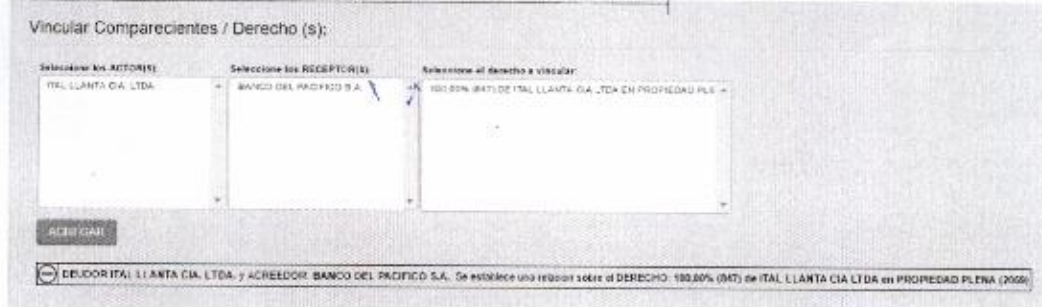 Vincular Comparecientes / Derecho (s):
Seleccione los ACTOR(S): Seleccione los RECEPTOR(S): Seleccione el derecho a vincular:
ITAL LLANTA CIA. LTDA. BANCO DEL PACIFICO S.A. 100,00% (847) DE ITAL LLANTA CIA LTDA EN PROPIEDAD PLE
AGREGAR
DEUDOR ITAL LLANTA CIA. LTDA. y ACREEDOR BANCO DEL PACIFICO S.A. Se establece una relacion sobre el DERECHO: 100,00% (847) de ITAL LLANTA CIA LTDA en PROPIEDAD PLENA